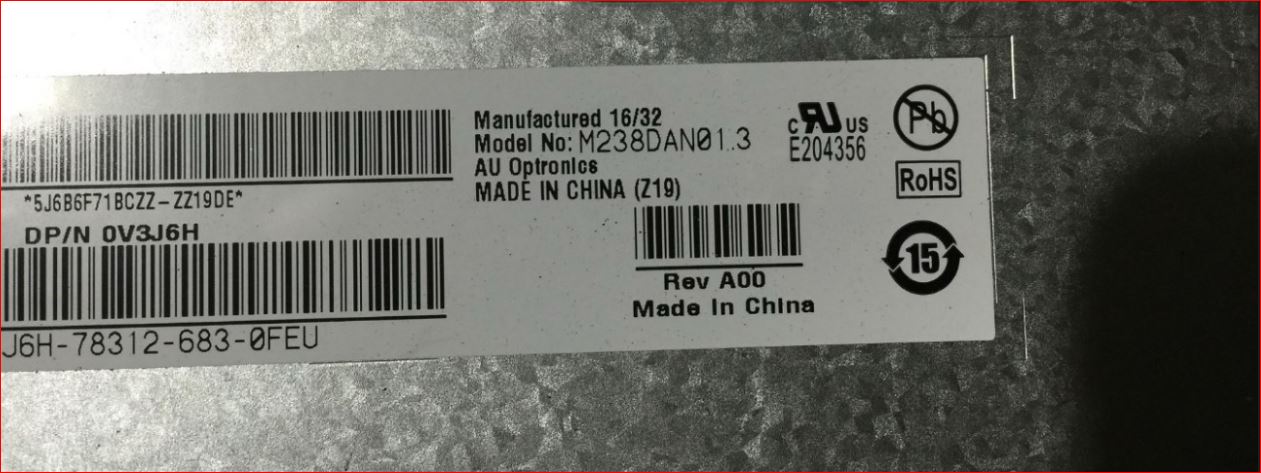 *5J6B6F71BCZZ-ZZ19DE*
DP/N 0V3J6H
J6H-78312-683-0FEU
Manufactured 16/32
Model No: M238DAN01.3
AU Optronics
MADE IN CHINA (Z19)
Rev A00
Made In China
c RU US
E204356
Pb
RoHS
15